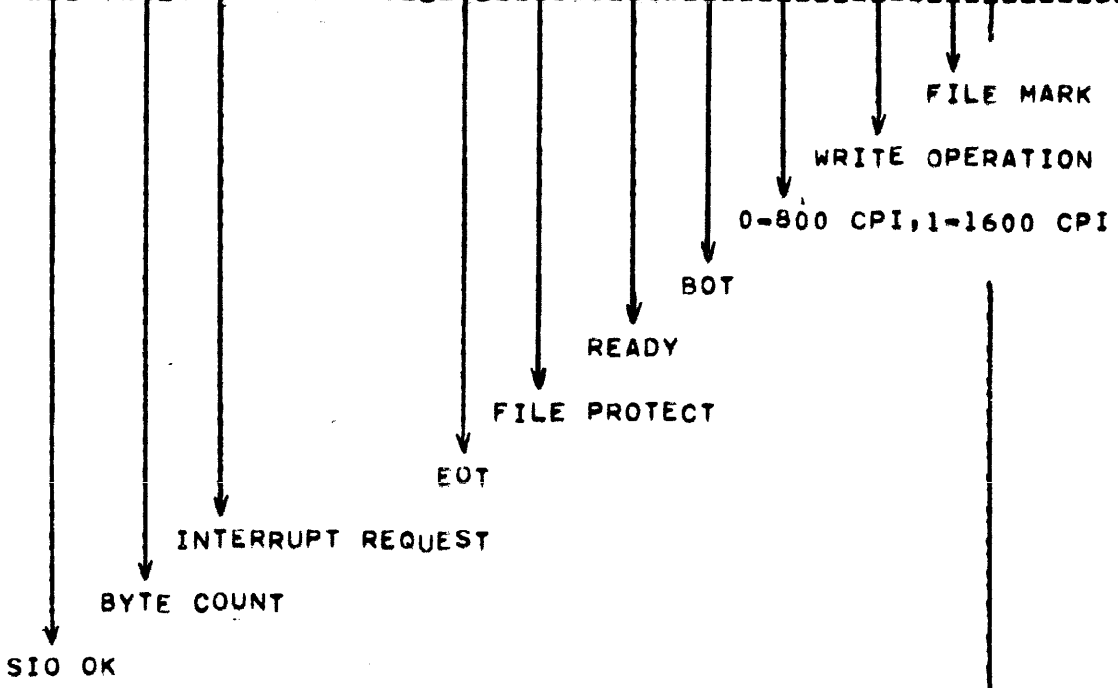 FILE MARK
WRITE OPERATION
0-800 CPI,1-1600 CPI
BOT
READY
FILE PROTECT
EOT
INTERRUPT REQUEST
BYTE COUNT
SIO OK